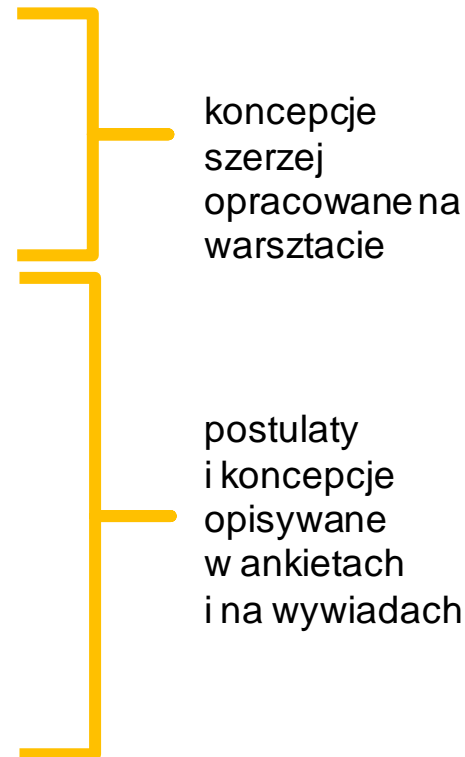 koncepcje
szerzej
opracowane na
warsztacie
postulaty
i koncepcje
opisywane
w ankietach
i na wywiadach